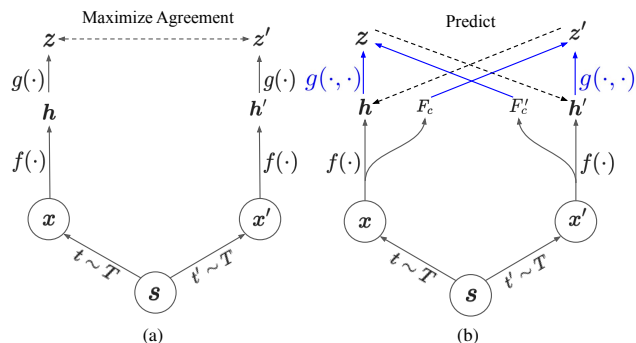 Maximize Agreement
z z′
g(·) g(·)
h h′
f(·) f(·)
x x′
t ∼ T t′ ∼ T
s
(a)
Predict
z z′
g(·, ·) g(·, ·)
h F_c F′_c h′
f(·) f(·)
x x′
t ∼ T t′ ∼ T
s
(b)